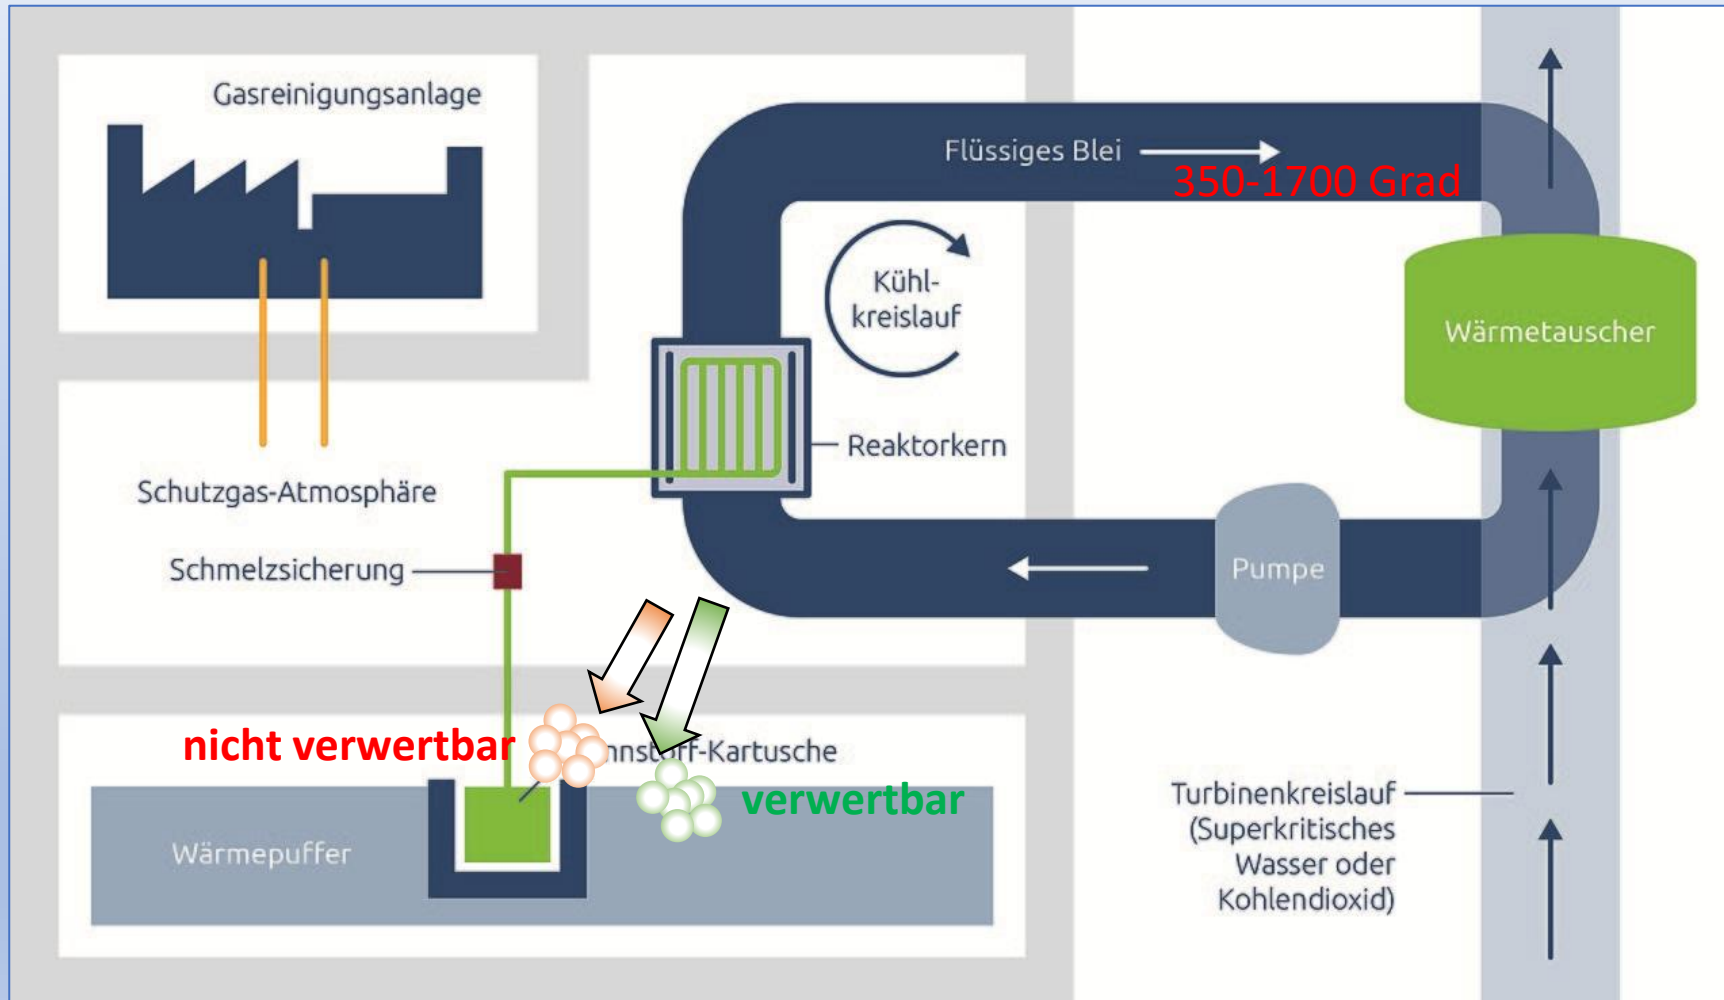 Gasreinigungsanlage
Flüssiges Blei
350-1700 Grad
Kühl-
kreislauf
Wärmetauscher
Reaktorkern
Schutzgas-Atmosphäre
Schmelzsicherung
Pumpe
nicht verwertbar
nnstoff-Kartusche
verwertbar
Wärmepuffer
Turbinenkreislauf
(Superkritisches
Wasser oder
Kohlendioxid)